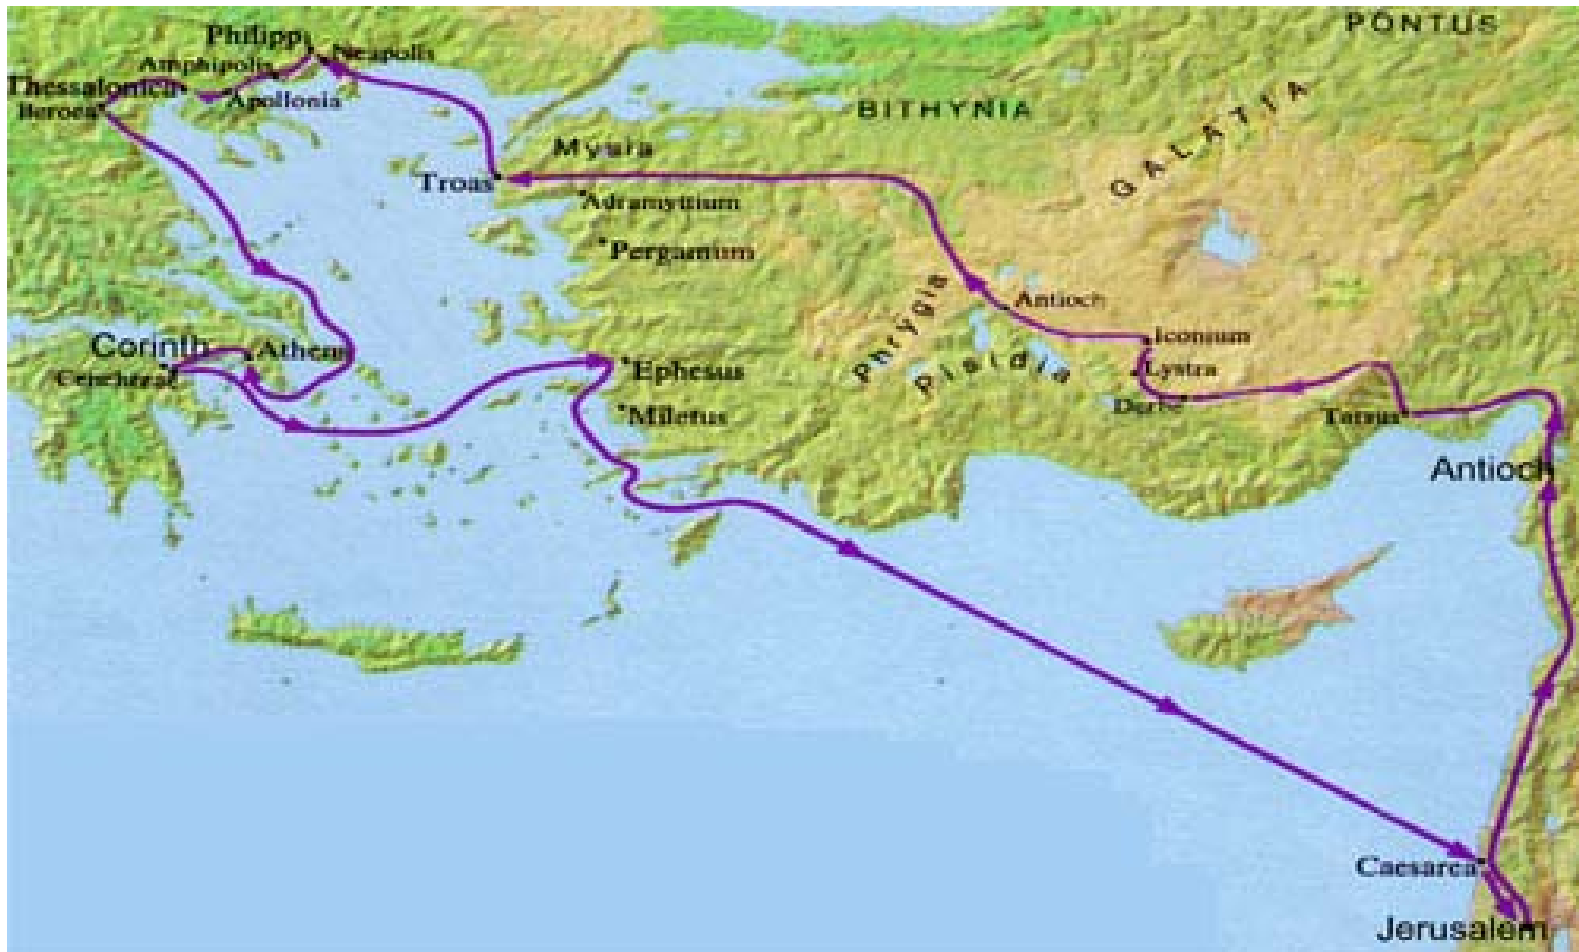 PONTUS
Philippi
Neapolis
Amphipolis
Thessalonica
Apollonia
Beroea
BITHYNIA
GALATIA
Mysia
Troas
Adramyttium
Pergamum
Phrygia
Antioch
Pisidia
Iconium
Lystra
Derbe
Tarsus
Corinth
Athens
Cenchreae
Ephesus
Miletus
Antioch
Caesarea
Jerusalem